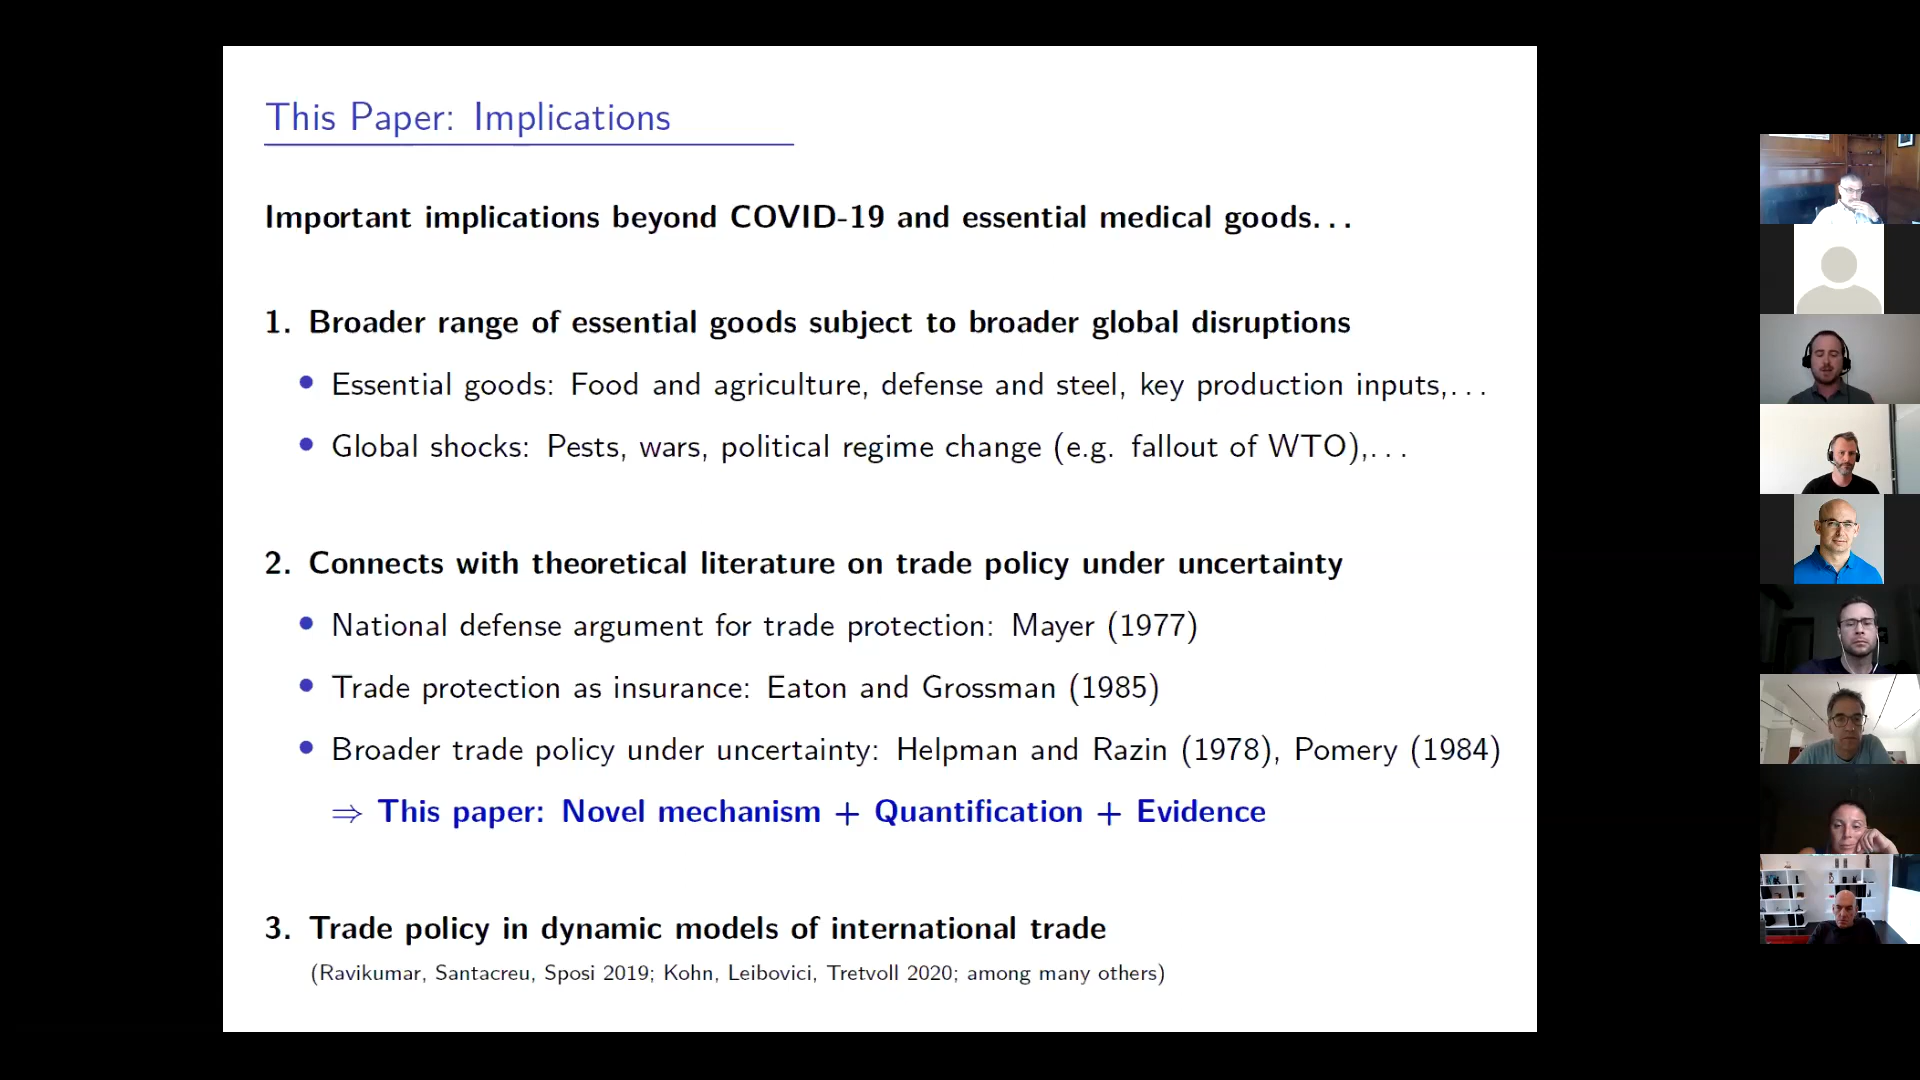 This Paper: Implications
Important implications beyond COVID-19 and essential medical goods. . .
1. Broader range of essential goods subject to broader global disruptions
• Essential goods: Food and agriculture, defense and steel, key production inputs,. . .
• Global shocks: Pests, wars, political regime change (e.g. fallout of WTO),. . .
2. Connects with theoretical literature on trade policy under uncertainty
• National defense argument for trade protection: Mayer (1977)
• Trade protection as insurance: Eaton and Grossman (1985)
• Broader trade policy under uncertainty: Helpman and Razin (1978), Pomery (1984)
⇒ This paper: Novel mechanism + Quantification + Evidence
3. Trade policy in dynamic models of international trade
(Ravikumar, Santacreu, Sposi 2019; Kohn, Leibovici, Tretvoll 2020; among many others)